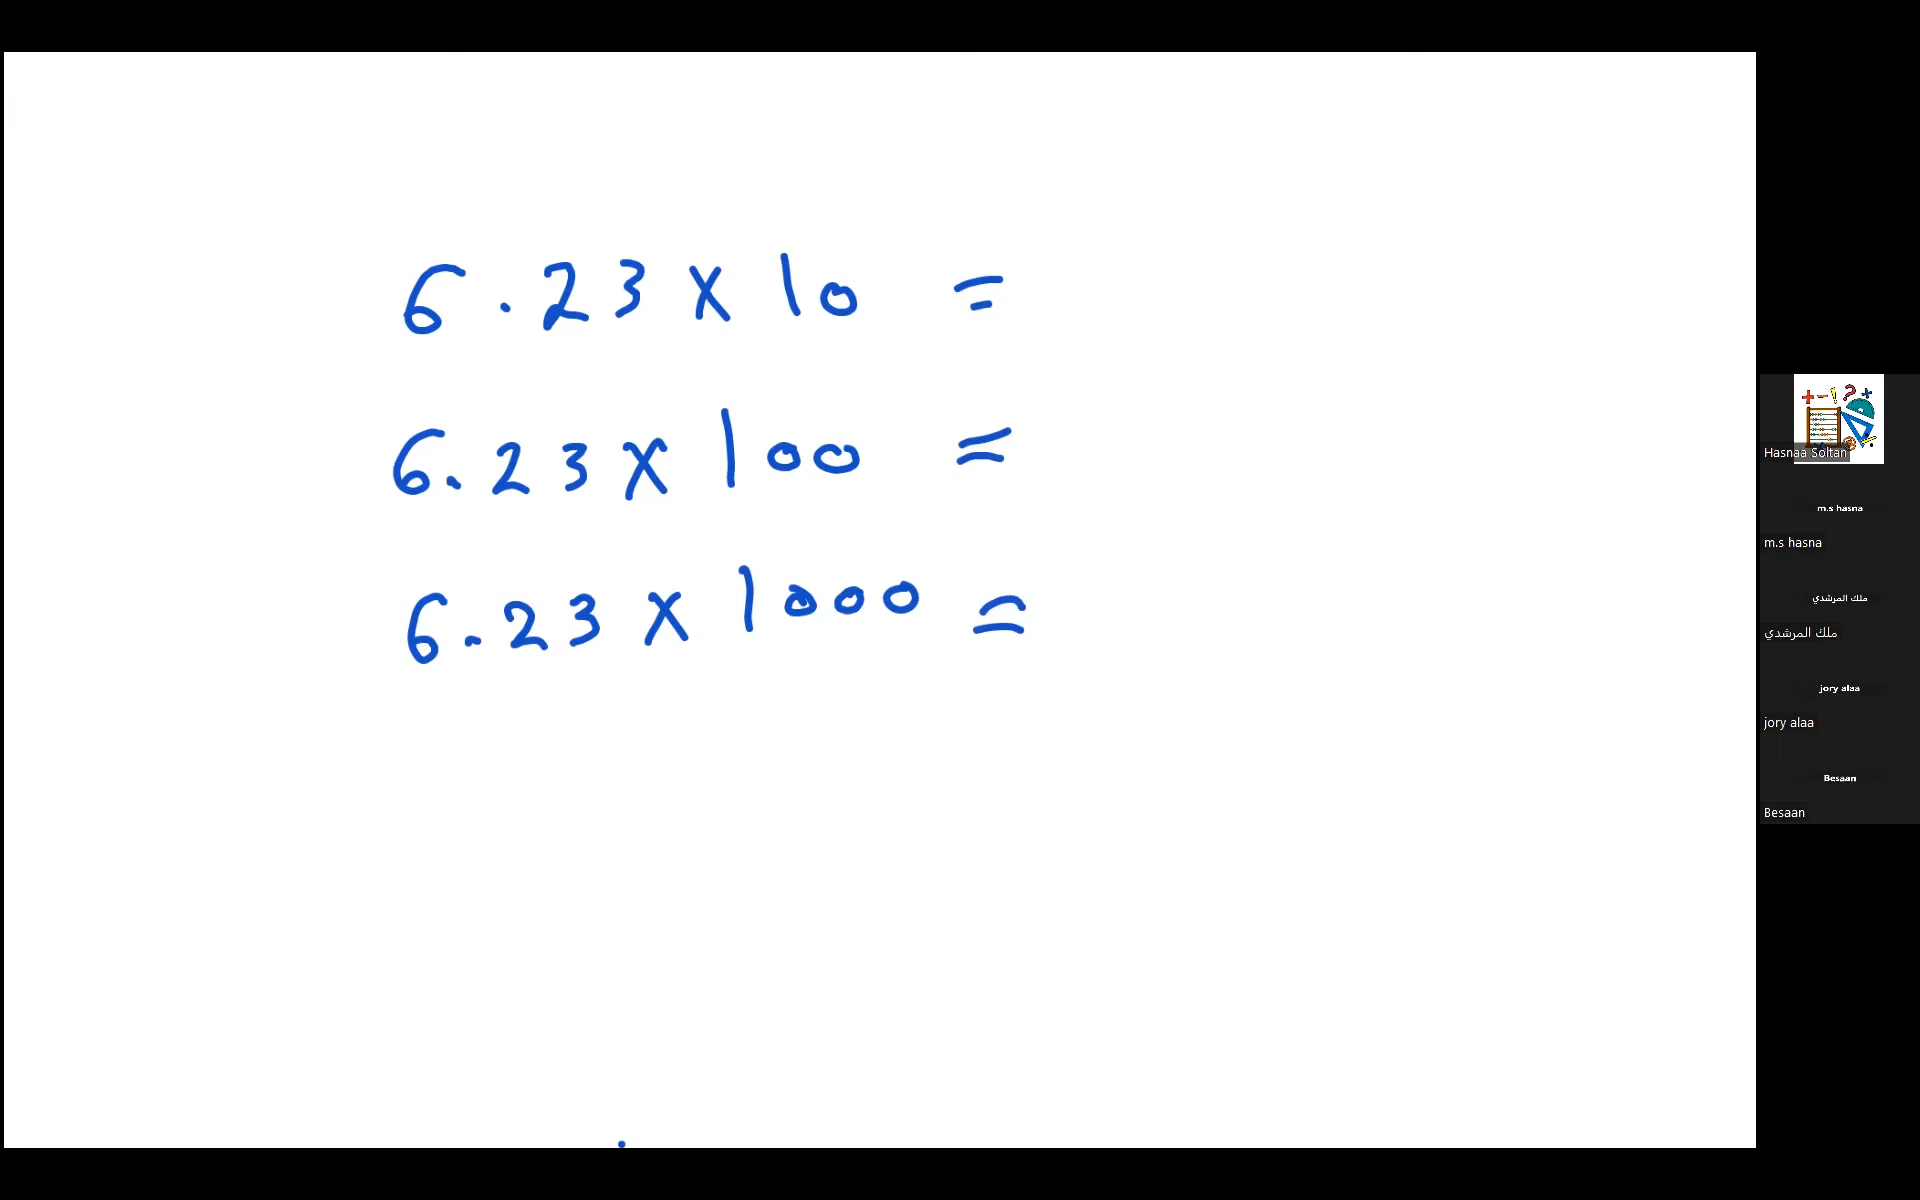 6.23 x 10 =
6.23 x 100 =
6.23 x 1000 =
Hasnaa Soltan
m.s hasna
m.s hasna
ملك المرشدي
ملك المرشدي
jory alaa
jory alaa
Besaan
Besaan